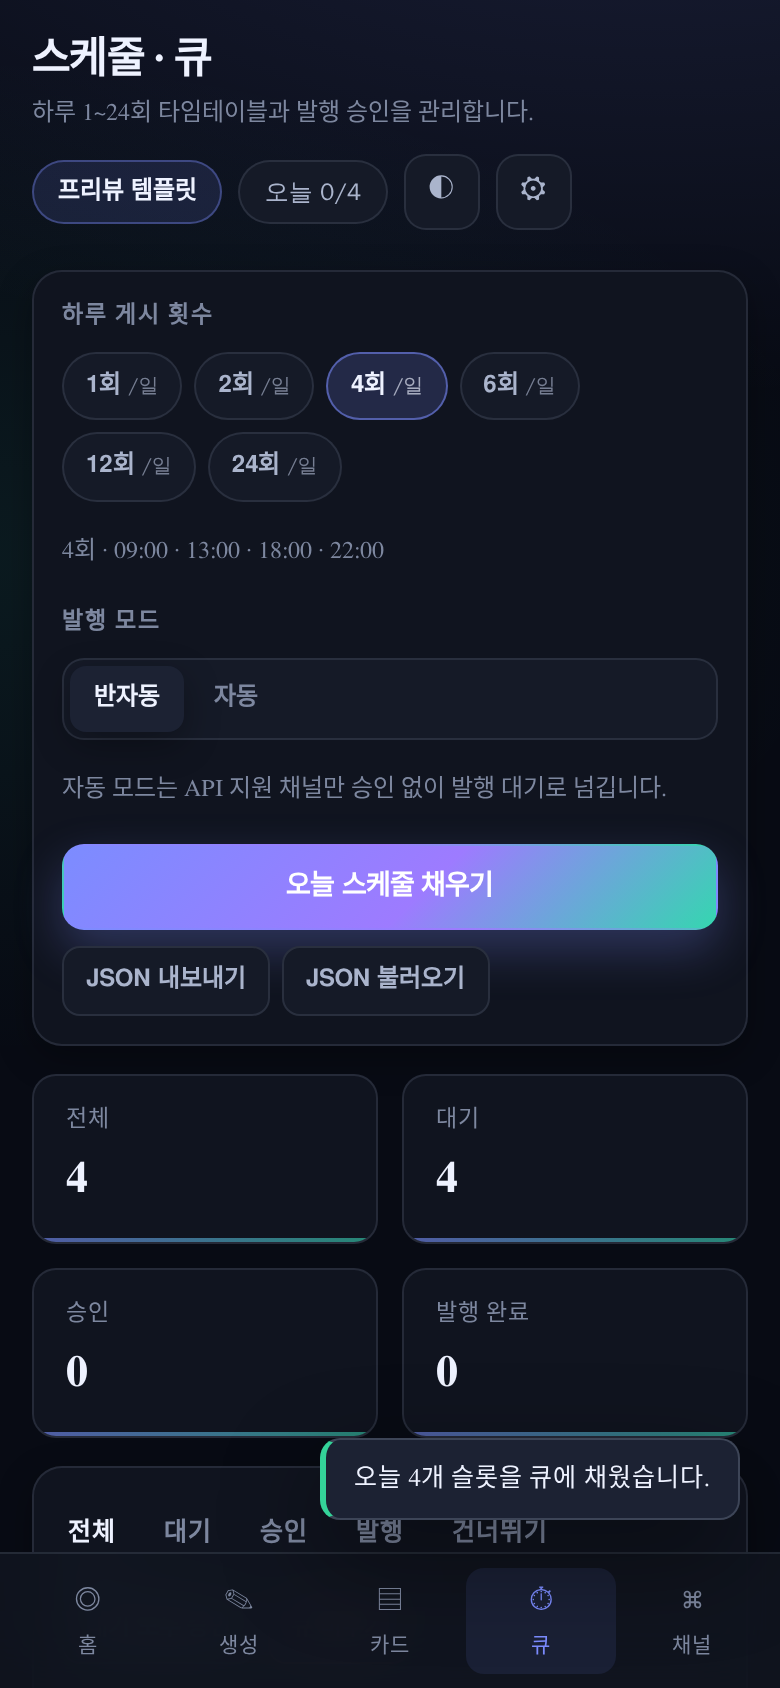 스케줄 · 큐
하루 1~24회 타임테이블과 발행 승인을 관리합니다.
프리뷰 템플릿
오늘 0/4
하루 게시 횟수
1회 /일
2회 /일
4회 /일
6회 /일
12회 /일
24회 /일
4회 · 09:00 · 13:00 · 18:00 · 22:00
발행 모드
반자동
자동
자동 모드는 API 지원 채널만 승인 없이 발행 대기로 넘깁니다.
오늘 스케줄 채우기
JSON 내보내기
JSON 불러오기
전체
4
대기
4
승인
0
발행 완료
0
오늘 4개 슬롯을 큐에 채웠습니다.
전체
대기
승인
발행
건너뛰기
홈
생성
카드
큐
채널